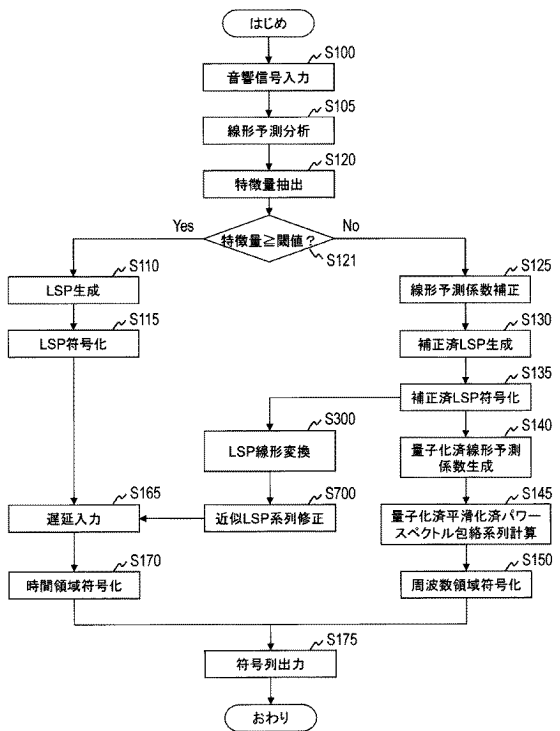 はじめ
S100
音響信号入力
S105
線形予測分析
S120
特徴量抽出
Yes
特徴量≧閾値？
No
S121
S110
LSP生成
S115
LSP符号化
S125
線形予測係数補正
S130
補正済LSP生成
S135
補正済LSP符号化
S300
LSP線形変換
S140
量子化済線形予測
係数生成
S165
遅延入力
S700
近似LSP系列修正
S145
量子化済平滑化済パワー
スペクトル包絡系列計算
S170
時間領域符号化
S150
周波数領域符号化
S175
符号列出力
おわり